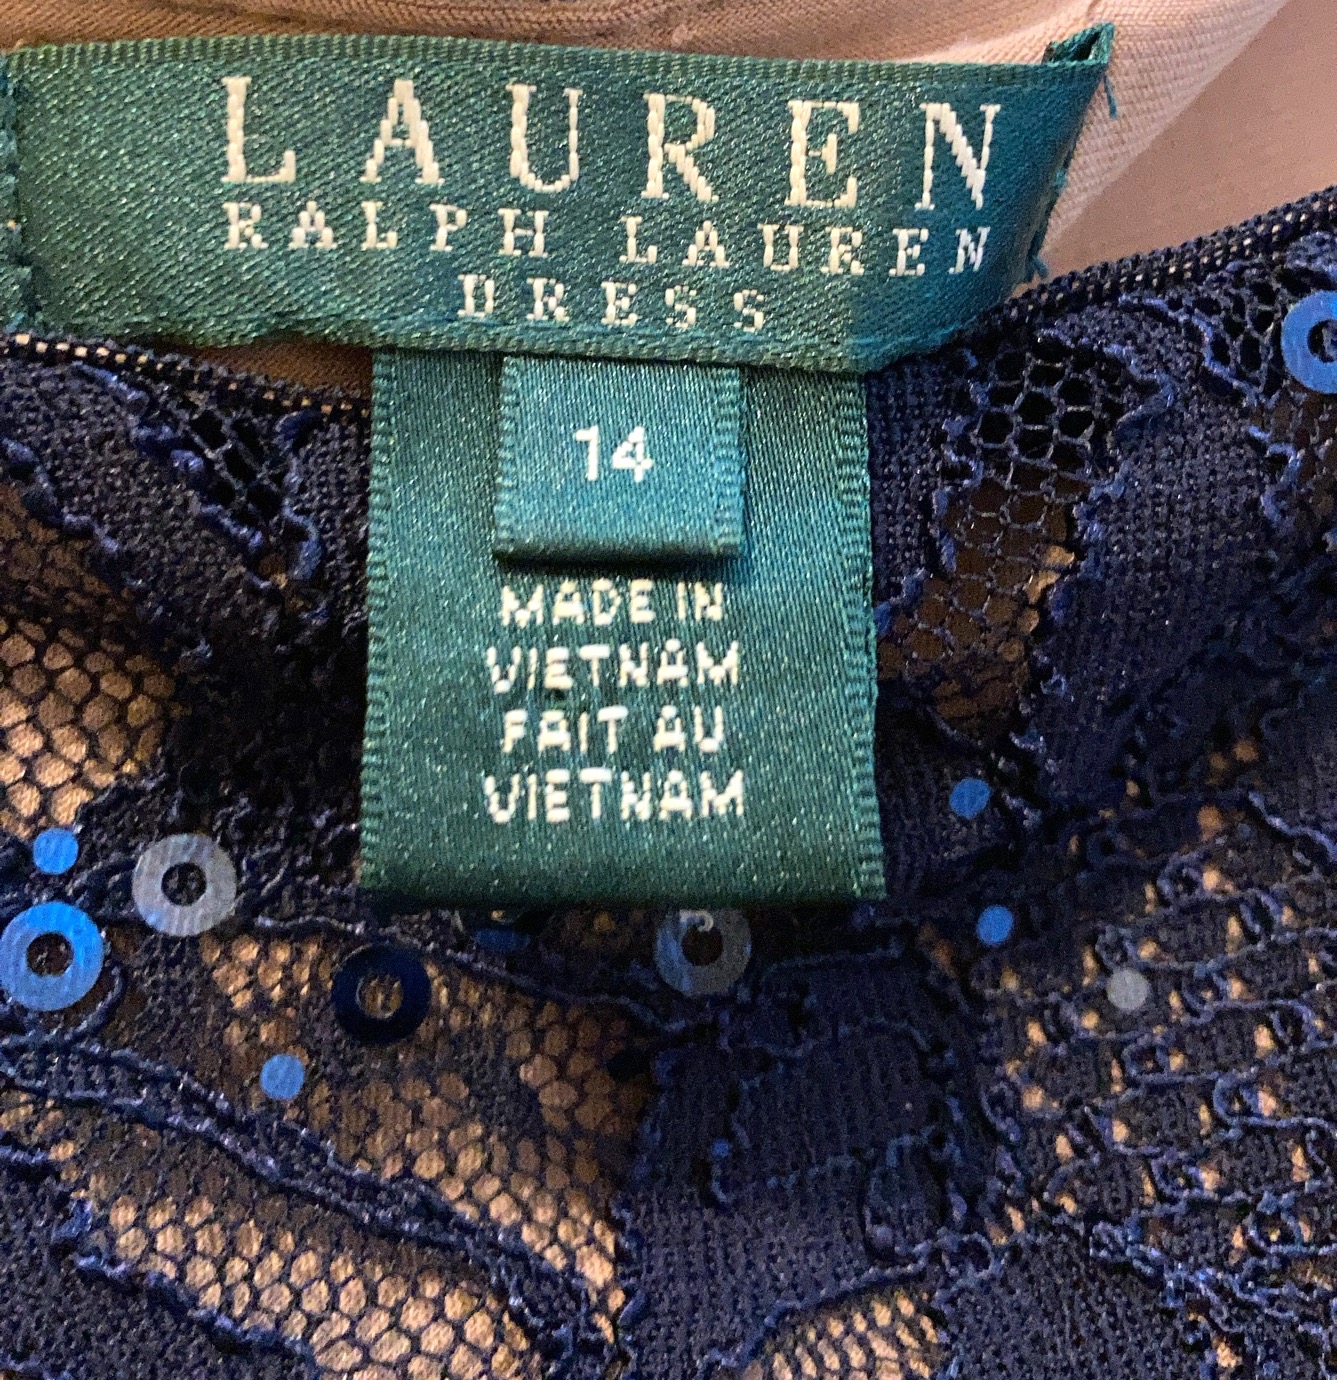 LAUREN
RALPH LAUREN
DRESS
14
MADE IN
VIETNAM
FAIT AU
VIETNAM